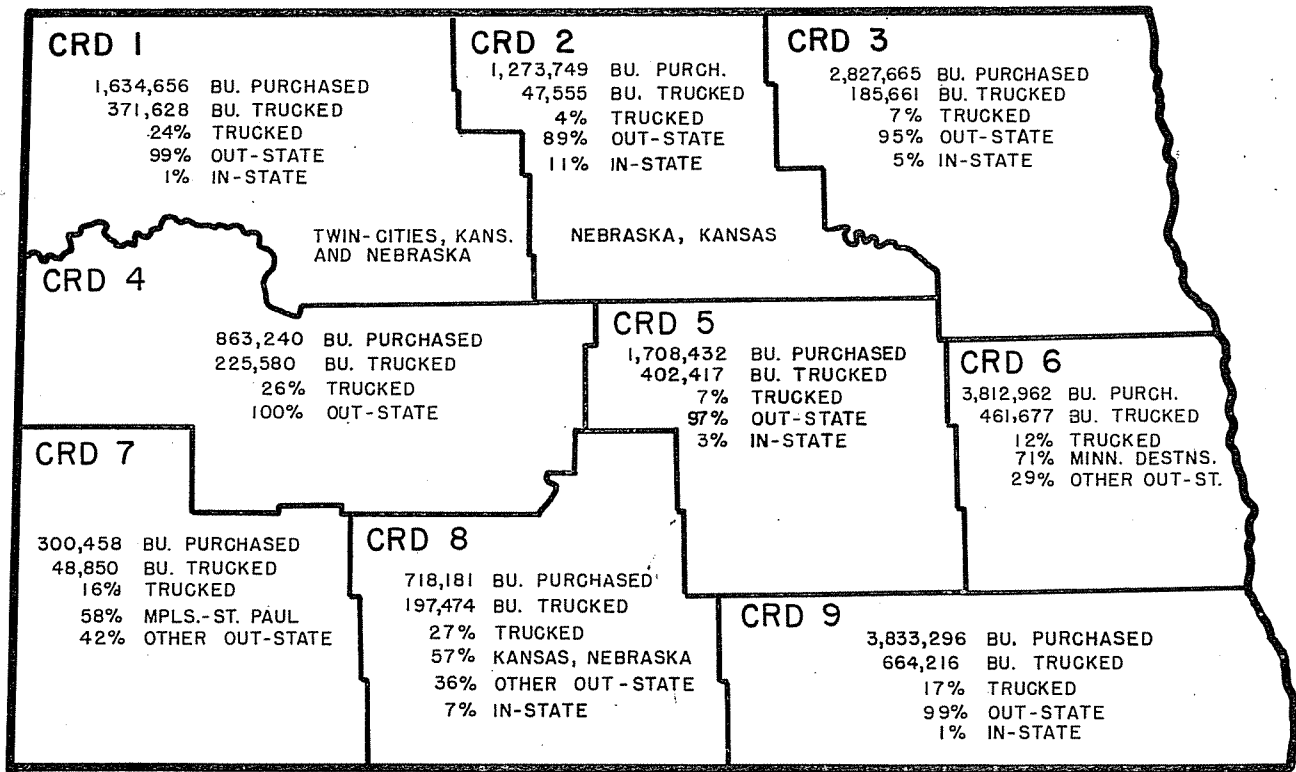 CRD 1
1,634,656 BU. PURCHASED
371,628 BU. TRUCKED
24% TRUCKED
99% OUT-STATE
1% IN-STATE
TWIN-CITIES, KANS.
AND NEBRASKA
CRD 2
1,273,749 BU. PURCH.
47,555 BU. TRUCKED
4% TRUCKED
89% OUT-STATE
11% IN-STATE
NEBRASKA, KANSAS
CRD 3
2,827,665 BU. PURCHASED
185,661 BU. TRUCKED
7% TRUCKED
95% OUT-STATE
5% IN-STATE
CRD 4
863,240 BU. PURCHASED
225,580 BU. TRUCKED
26% TRUCKED
100% OUT-STATE
CRD 5
1,708,432 BU. PURCHASED
402,417 BU. TRUCKED
7% TRUCKED
97% OUT-STATE
3% IN-STATE
CRD 6
3,812,962 BU. PURCH.
461,677 BU. TRUCKED
12% TRUCKED
71% MINN. DESTNS.
29% OTHER OUT-ST.
CRD 7
300,458 BU. PURCHASED
48,850 BU. TRUCKED
16% TRUCKED
58% MPLS.-ST. PAUL
42% OTHER OUT-STATE
CRD 8
718,181 BU. PURCHASED
197,474 BU. TRUCKED
27% TRUCKED
57% KANSAS, NEBRASKA
36% OTHER OUT-STATE
7% IN-STATE
CRD 9
3,833,296 BU. PURCHASED
664,216 BU. TRUCKED
17% TRUCKED
99% OUT-STATE
1% IN-STATE